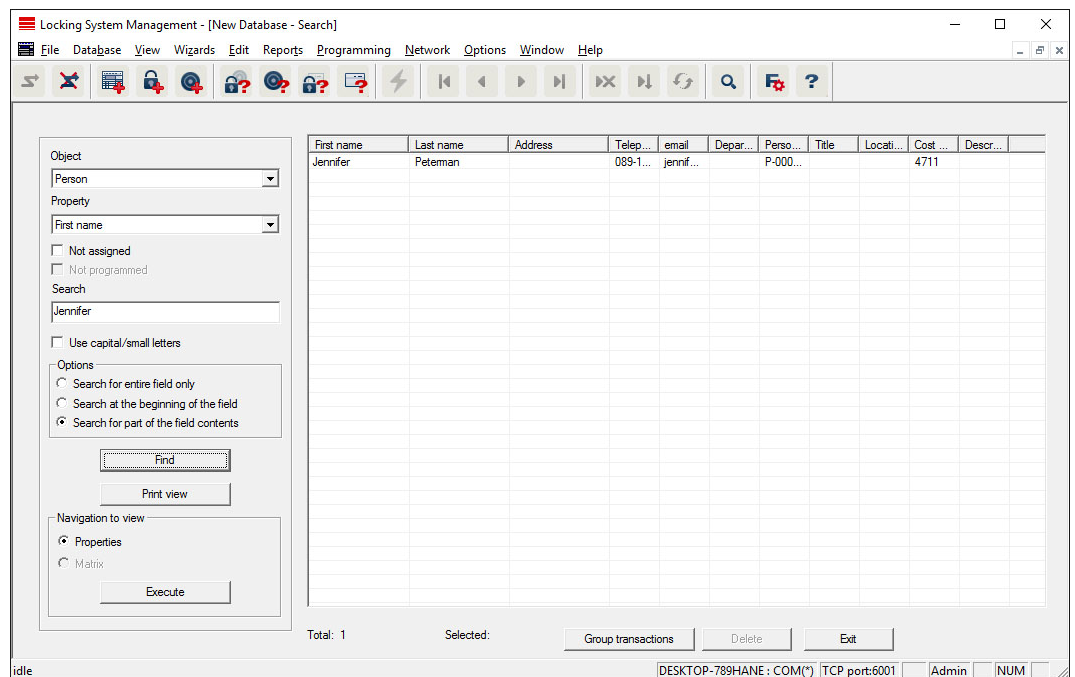 Locking System Management - [New Database - Search]
File Database View Wizards Edit Reports Programming Network Options Window Help
Object
Person
Property
First name
Not assigned
Not programmed
Search
Jennifer
Use capital/small letters
Options
Search for entire field only
Search at the beginning of the field
Search for part of the field contents
Find
Print view
Navigation to view
Properties
Matrix
Execute
First name Last name Address Telep... email Depar... Perso... Title Locati... Cost ... Descr...
Jennifer Peterman 089-1... jennif... P-000... 4711
Total: 1 Selected: Group transactions Delete Exit
idle DESKTOP-789HANE : COM(*) TCP port:6001 Admin NUM